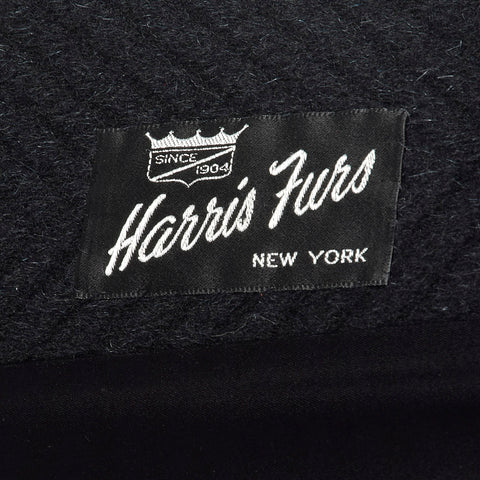 SINCE
1904
Harris Furs
NEW YORK